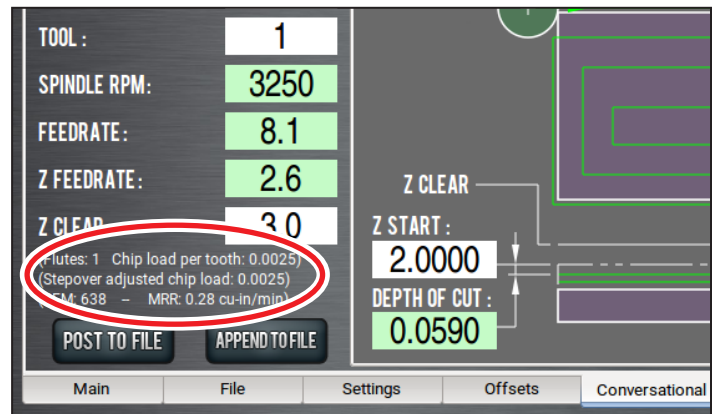 TOOL : 1
SPINDLE RPM: 3250
FEEDRATE: 8.1
Z FEEDRATE: 2.6
Z CLEAR 3.0
(Flutes: 1 Chip load per tooth: 0.0025)
(Stepover adjusted chip load: 0.0025)
638 – MRR: 0.28 cu-in/min)
POST TO FILE APPEND TO FILE
Z CLEAR
Z START :
2.0000
DEPTH OF CUT :
0.0590
Main File Settings Offsets Conversational